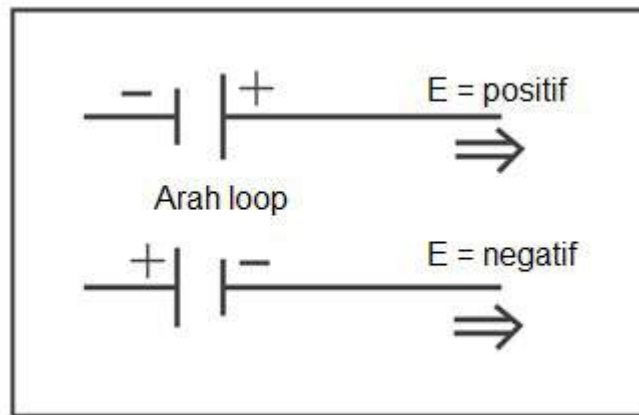 − +
E = positif
Arah loop
+ −
E = negatif